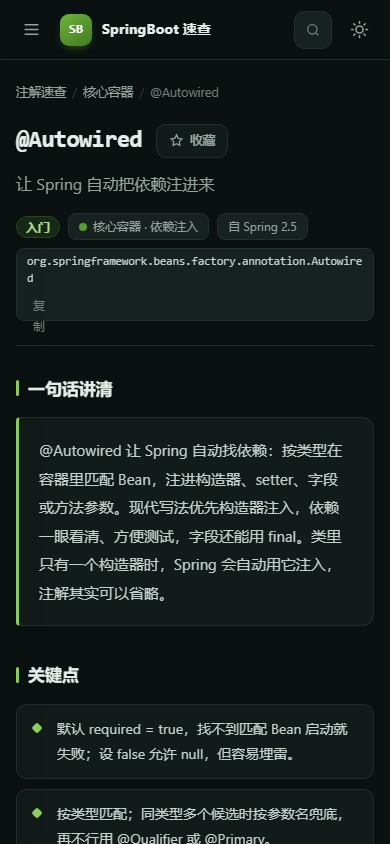 SB SpringBoot 速查
注解速查 / 核心容器 / @Autowired
@Autowired 收藏
让 Spring 自动把依赖注进来
入门 核心容器 · 依赖注入 自 Spring 2.5
org.springframework.beans.factory.annotation.Autowire
d
复
制
一句话讲清
@Autowired 让 Spring 自动找依赖：按类型在
容器里匹配 Bean，注进构造器、setter、字段
或方法参数。现代写法优先构造器注入，依赖
一眼看清、方便测试，字段还能用 final。类里
只有一个构造器时，Spring 会自动用它注入，
注解其实可以省略。
关键点
默认 required = true，找不到匹配 Bean 启动就
失败；设 false 允许 null，但容易埋雷。
按类型匹配；同类型多个候选时按参数名兜底，
再不行用 @Qualifier 或 @Primary。